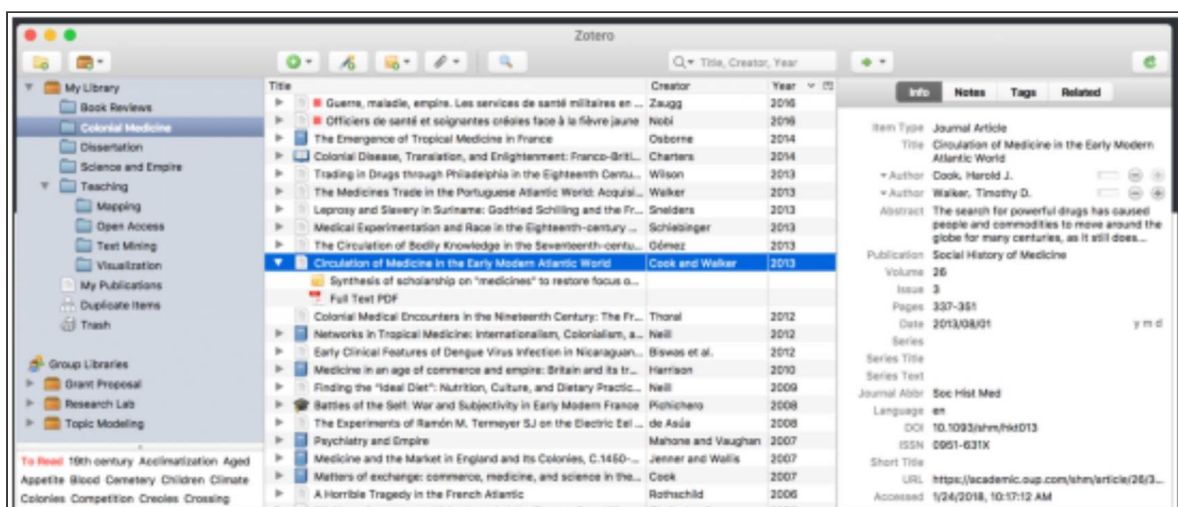 Zotero
Title, Creator, Year
My Library
Book Reviews
Colonial Medicine
Dissertation
Science and Empire
Teaching
Mapping
Open Access
Text Mining
Visualization
My Publications
Duplicate Items
Trash
Group Libraries
Grant Proposal
Research Lab
Topic Modeling
To Read 19th century Acclimatization Aged
Appetite Blood Cemetery Children Climate
Colonies Competition Creoles Crossing
Title Creator Year
Guerre, maladie, empire. Les services de santé militaires en ... Zaugg 2016
Officiers de santé et soignantes créoles face à la fièvre jaune Nobi 2016
The Emergence of Tropical Medicine in France Osborne 2014
Colonial Disease, Translation, and Enlightenment: Franco-Briti... Charters 2014
Trading in Drugs through Philadelphia in the Eighteenth Centu... Wilson 2013
The Medicines Trade in the Portuguese Atlantic World: Acquisi... Walker 2013
Leprosy and Slavery in Suriname: Godfried Schilling and the Fr... Snelders 2013
Medical Experimentation and Race in the Eighteenth-century ... Schiebinger 2013
The Circulation of Bodily Knowledge in the Seventeenth-centu... Gómez 2013
Circulation of Medicine in the Early Modern Atlantic World Cook and Walker 2013
Synthesis of scholarship on "medicines" to restore focus o...
Full Text PDF
Colonial Medical Encounters in the Nineteenth Century: The Fr... Thoral 2012
Networks in Tropical Medicine: Internationalism, Colonialism, a... Neill 2012
Early Clinical Features of Dengue Virus Infection in Nicaraguan... Biswas et al. 2012
Medicine in an age of commerce and empire: Britain and its tr... Harrison 2010
Finding the "Ideal Diet": Nutrition, Culture, and Dietary Practic... Neill 2009
Battles of the Self: War and Subjectivity in Early Modern France Pichichero 2008
The Experiments of Ramón M. Termeyer SJ on the Electric Eel ... de Asúa 2008
Psychiatry and Empire Mahone and Vaughan 2007
Medicine and the Market in England and Its Colonies, C.1450-... Jenner and Wallis 2007
Matters of exchange: commerce, medicine, and science in the... Cook 2007
A Horrible Tragedy in the French Atlantic Rothschild 2006
Info Notes Tags Related
Item Type Journal Article
Title Circulation of Medicine in the Early Modern
Atlantic World
Author Cook, Harold J.
Author Walker, Timothy D.
Abstract The search for powerful drugs has caused
people and commodities to move around the
globe for many centuries, as it still does...
Publication Social History of Medicine
Volume 26
Issue 3
Pages 337-351
Date 2013/08/01 y m d
Series
Series Title
Series Text
Journal Abbr Soc Hist Med
Language en
DOI 10.1093/shm/hkt013
ISSN 0951-631X
Short Title
URL https://academic.oup.com/shm/article/26/3...
Accessed 1/24/2018, 10:17:12 AM